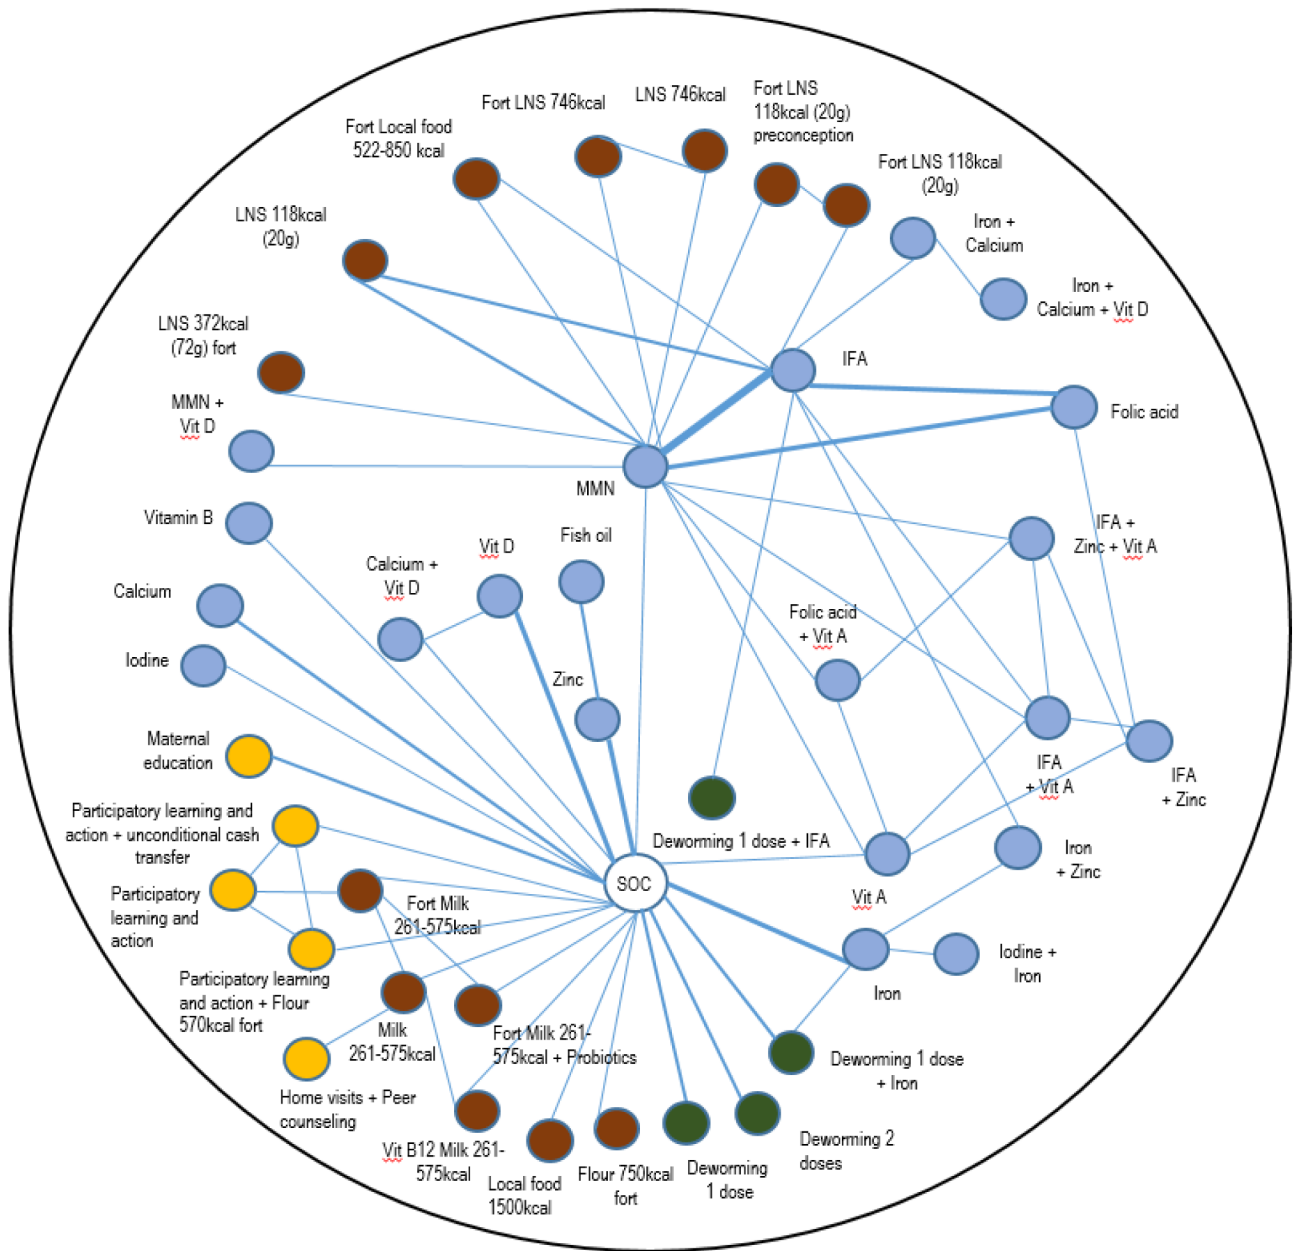 Fort LNS 746kcal
LNS 746kcal
Fort LNS
118kcal (20g)
preconception
Fort Local food
522-850 kcal
Fort LNS 118kcal
(20g)
LNS 118kcal
(20g)
Iron +
Calcium
Iron +
Calcium + Vit D
LNS 372kcal
(72g) fort
IFA
MMN +
Vit D
Folic acid
MMN
Vitamin B
IFA +
Zinc + Vit A
Fish oil
Vit D
Calcium +
Vit D
Calcium
Folic acid
+ Vit A
Iodine
Zinc
Maternal
education
IFA
+ Vit A
IFA
+ Zinc
Participatory learning and
action + unconditional cash
transfer
Deworming 1 dose + IFA
Iron
+ Zinc
SOC
Vit A
Participatory
learning and
action
Fort Milk
261-575kcal
Iodine +
Iron
Iron
Participatory learning
and action + Flour
570kcal fort
Milk
261-575kcal
Fort Milk 261-
575kcal + Probiotics
Deworming 1 dose
+ Iron
Home visits + Peer
counseling
Vit B12 Milk 261-
575kcal
Local food
1500kcal
Flour 750kcal
fort
Deworming
1 dose
Deworming 2
doses